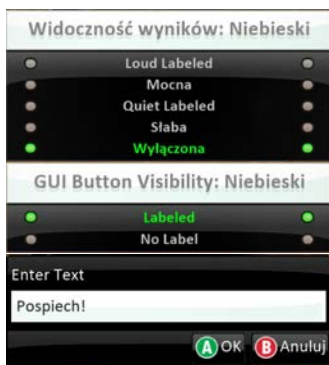 Widoczność wyników: Niebieski
Loud Labeled
Mocna
Quiet Labeled
Słaba
Wyłączona
GUI Button Visibility: Niebieski
Labeled
No Label
Enter Text
Pospiech!
A OK B Anuluj